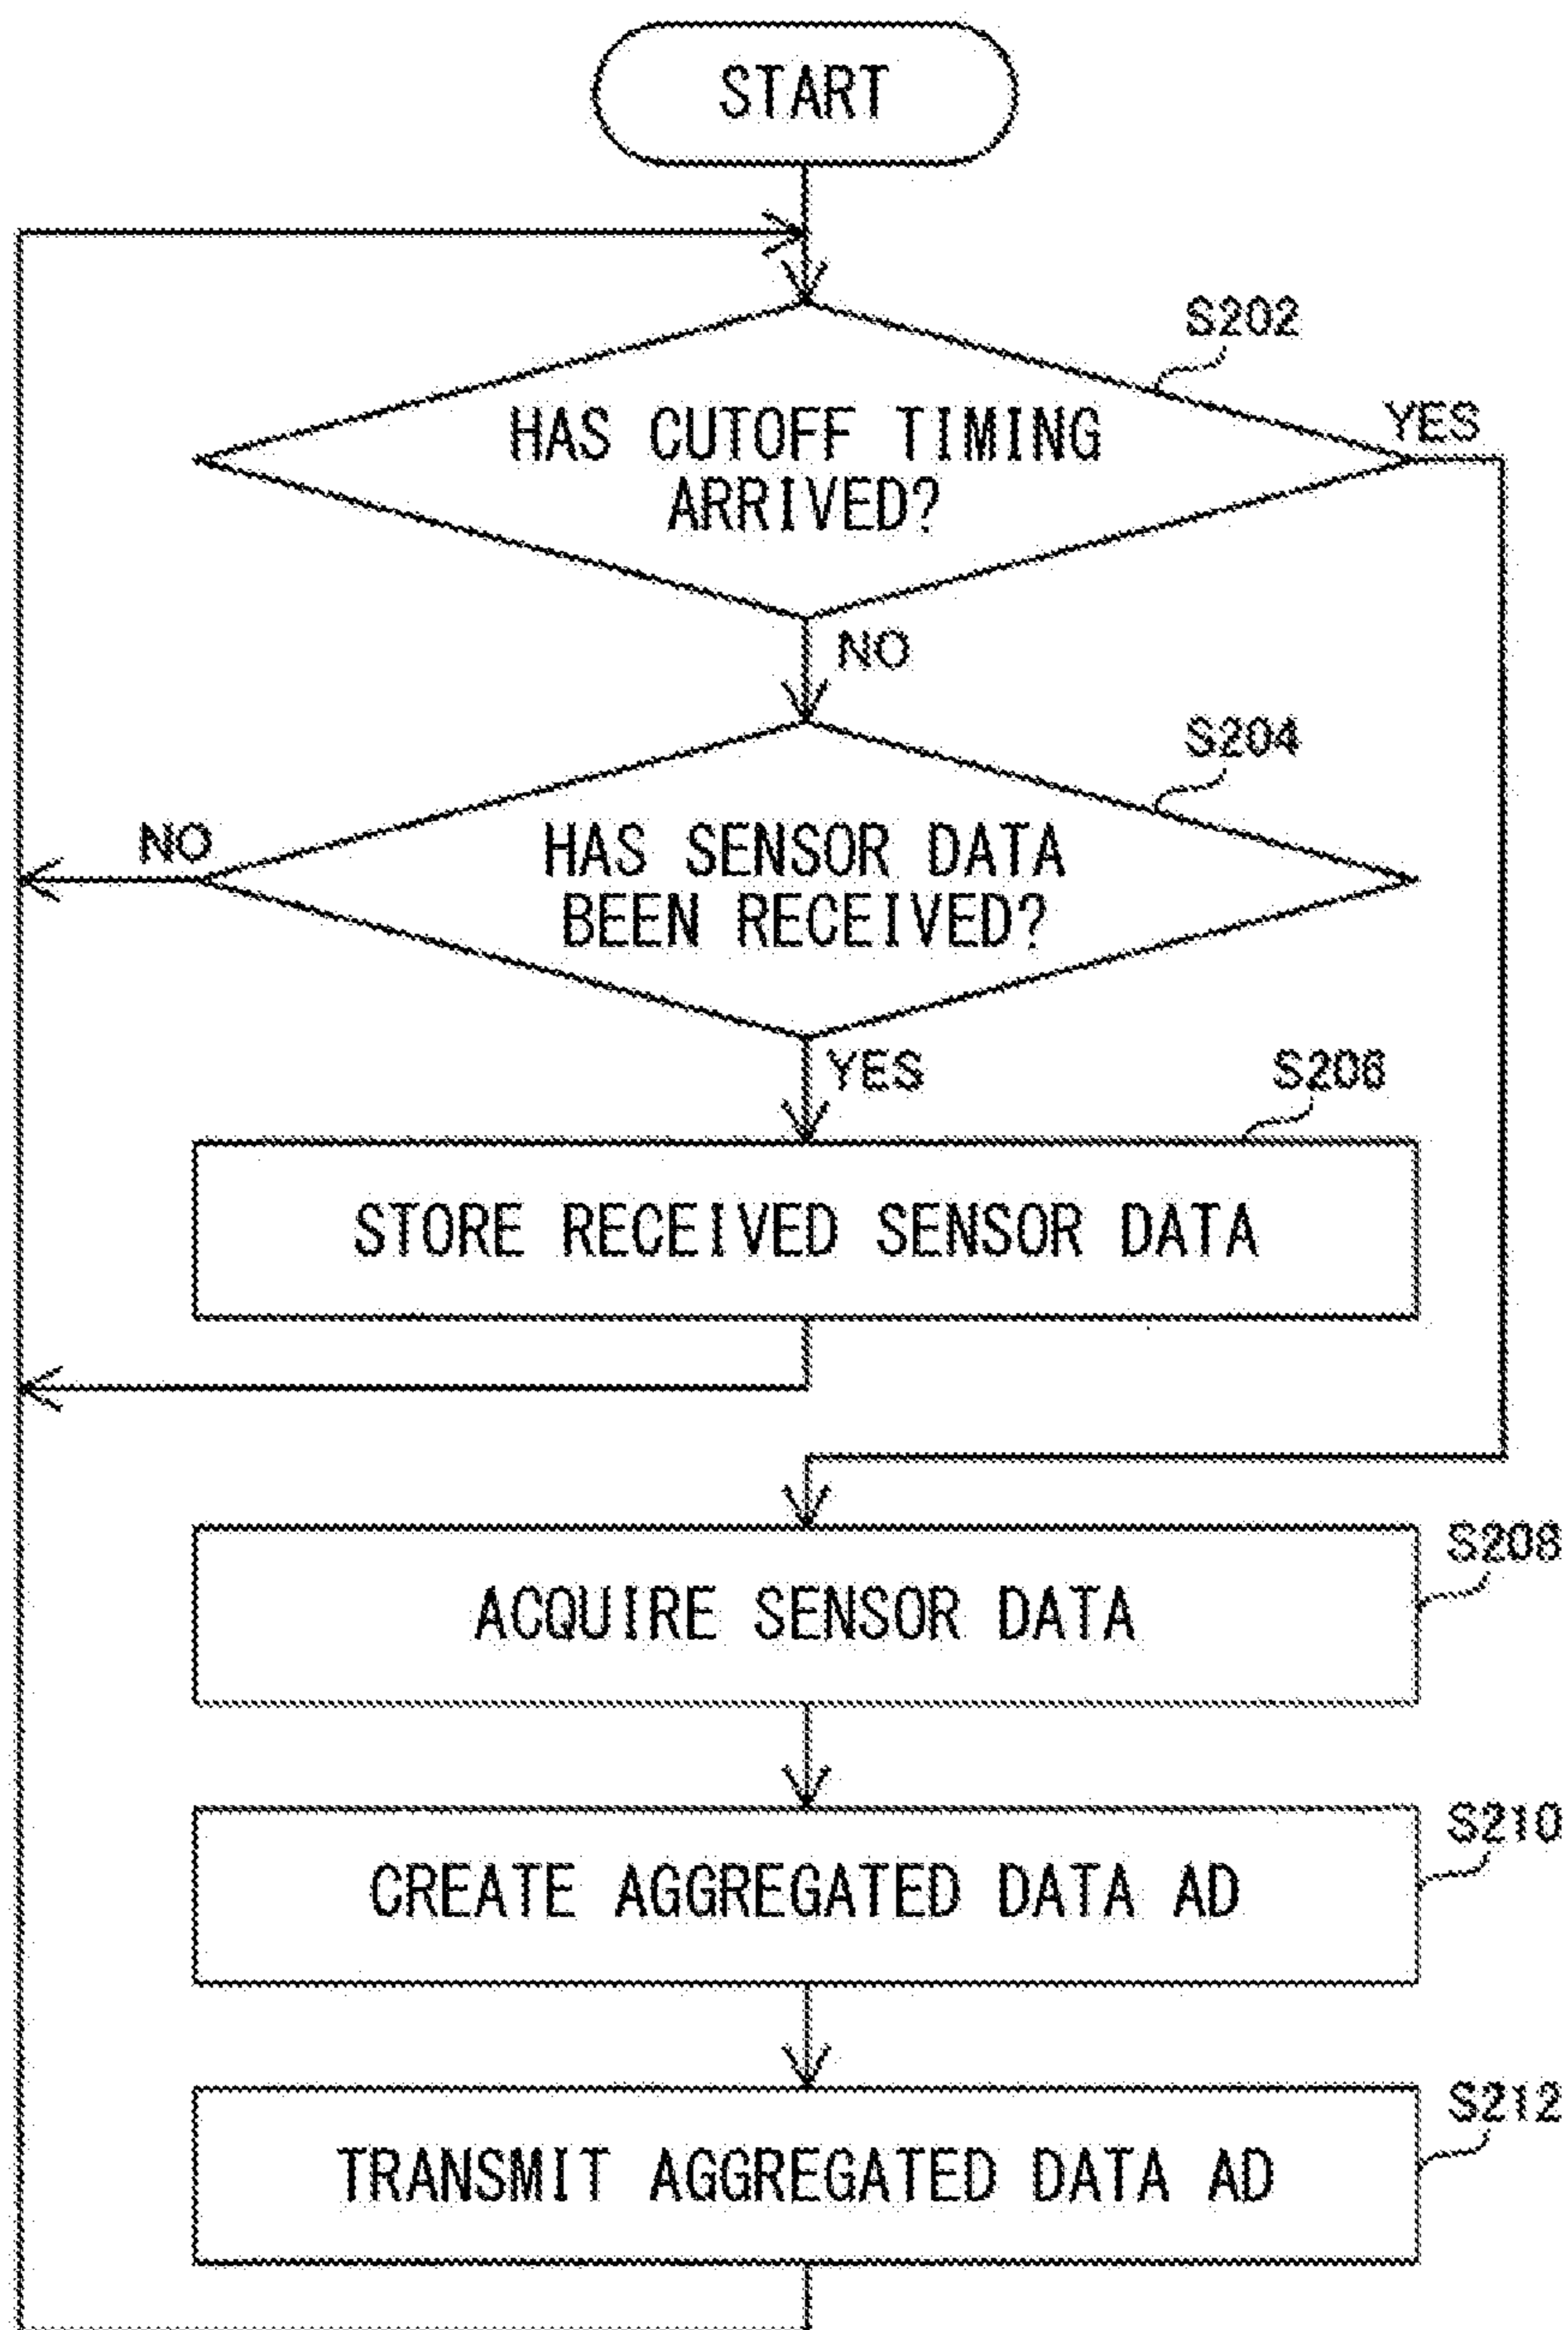 START
S202
HAS CUTOFF TIMING
ARRIVED?
YES
NO
S204
HAS SENSOR DATA
BEEN RECEIVED?
NO
YES
S206
STORE RECEIVED SENSOR DATA
S208
ACQUIRE SENSOR DATA
S210
CREATE AGGREGATED DATA AD
S212
TRANSMIT AGGREGATED DATA AD